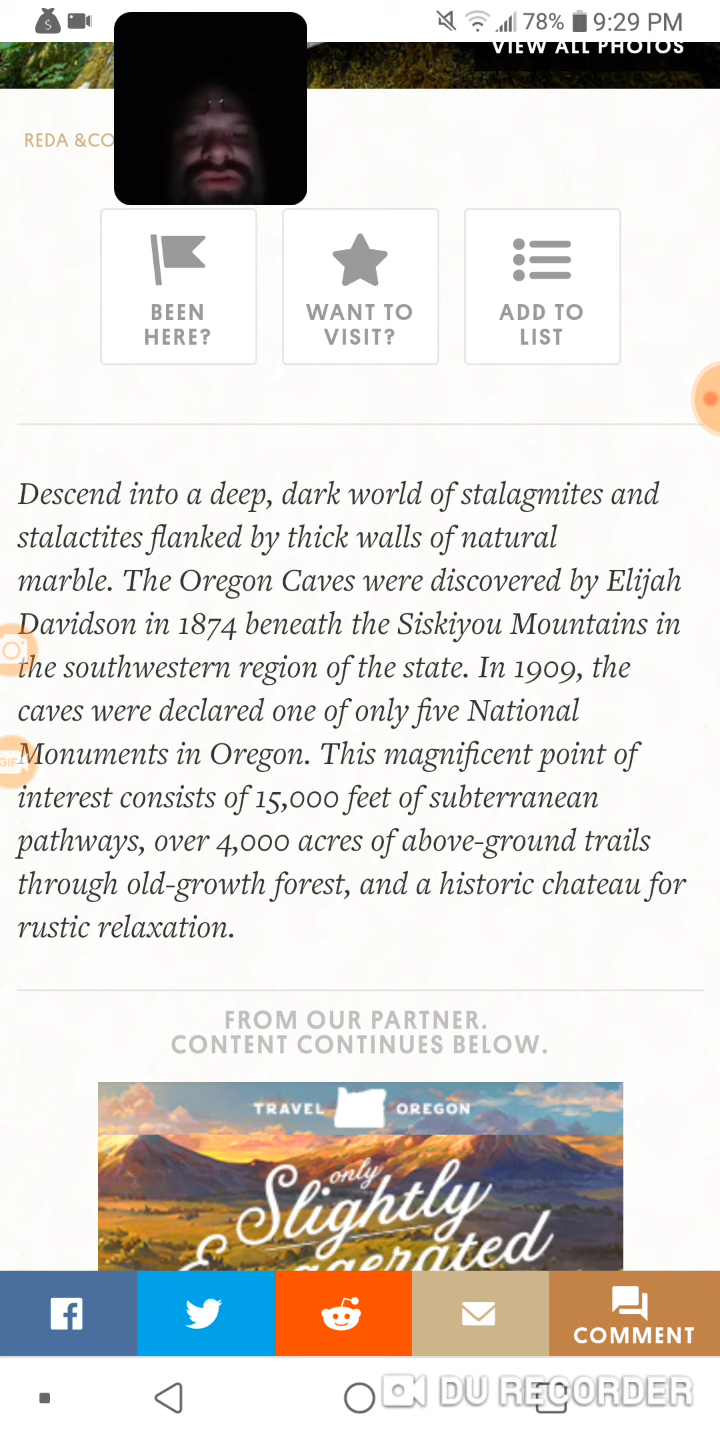 78% 9:29 PM
VIEW ALL PHOTOS
REDA &CO
BEEN
HERE?
WANT TO
VISIT?
ADD TO
LIST
Descend into a deep, dark world of stalagmites and
stalactites flanked by thick walls of natural
marble. The Oregon Caves were discovered by Elijah
Davidson in 1874 beneath the Siskiyou Mountains in
the southwestern region of the state. In 1909, the
caves were declared one of only five National
Monuments in Oregon. This magnificent point of
interest consists of 15,000 feet of subterranean
pathways, over 4,000 acres of above-ground trails
through old-growth forest, and a historic chateau for
rustic relaxation.
GIF
FROM OUR PARTNER.
CONTENT CONTINUES BELOW.
TRAVEL OREGON
only
Slightly
Exaggerated
COMMENT
DU RECORDER